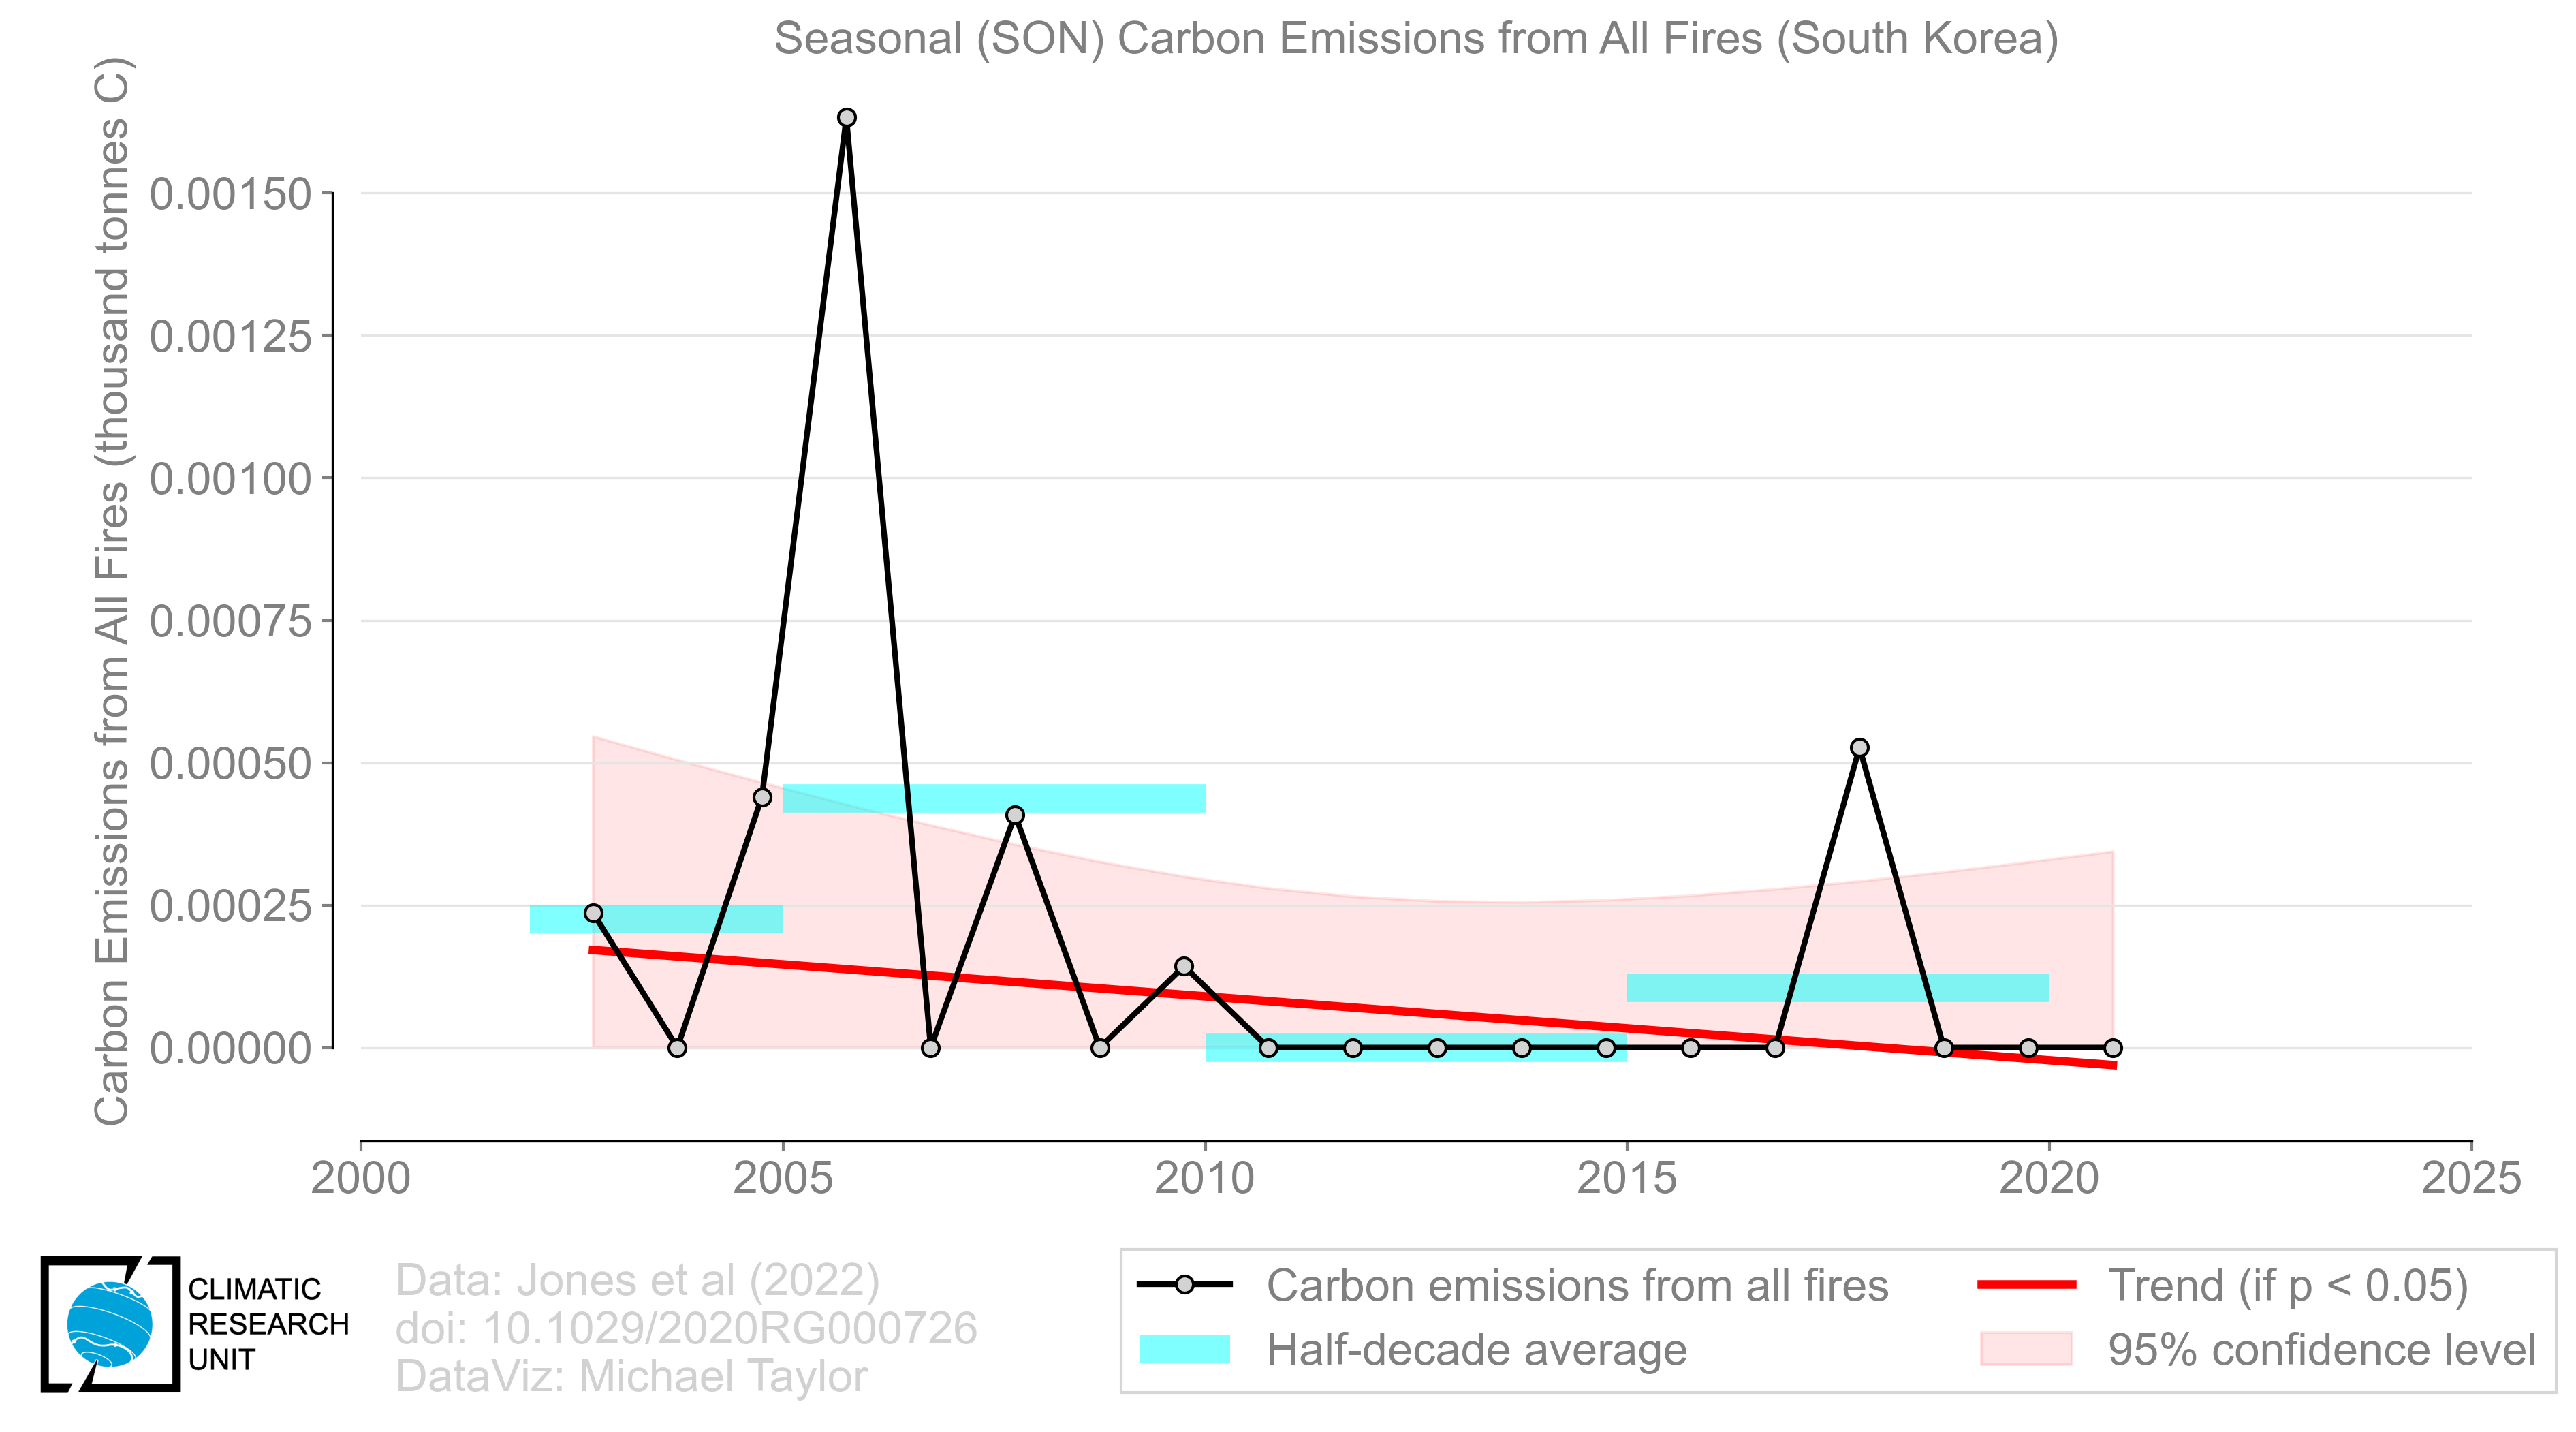 Seasonal (SON) Carbon Emissions from All Fires (South Korea)
Carbon Emissions from All Fires (thousand tonnes C)
0.00150
0.00125
0.00100
0.00075
0.00050
0.00025
0.00000
2000 2005 2010 2015 2020 2025
CLIMATIC
RESEARCH
UNIT
Data: Jones et al (2022)
doi: 10.1029/2020RG000726
DataViz: Michael Taylor
Carbon emissions from all fires
Half-decade average
Trend (if p < 0.05)
95% confidence level